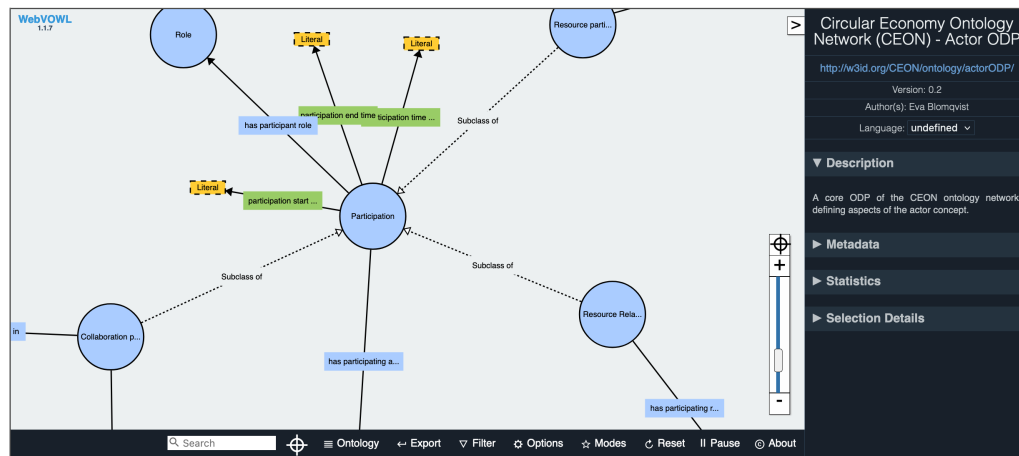 WebVOWL
1.1.7
Role
Literal
Literal
Resource parti...
>
participation end time
ticipation time ...
has participant role
Subclass of
Literal
participation start ...
Participation
Subclass of
Subclass of
+
-
in
Collaboration p...
Resource Rela...
has participating a...
has participating r...
Search
Ontology
Export
Filter
Options
Modes
Reset
Pause
© About
Circular Economy Ontology
Network (CEON) - Actor ODP
http://w3id.org/CEON/ontology/actorODP/
Version: 0.2
Author(s): Eva Blomqvist
Language: undefined
Description
A core ODP of the CEON ontology network
defining aspects of the actor concept.
Metadata
Statistics
Selection Details